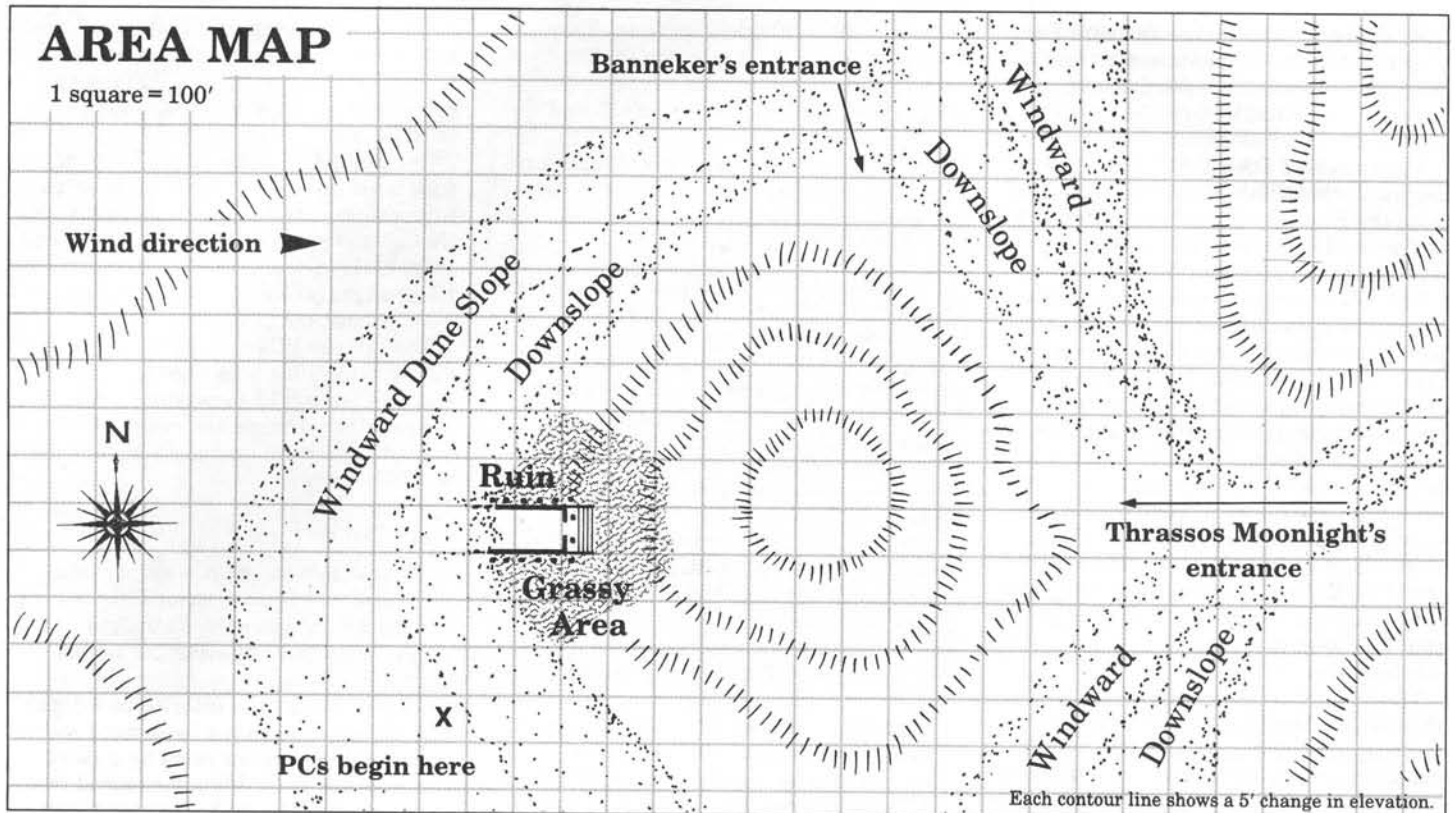 AREA MAP
1 square = 100′
Banneker's entrance
Windward
Downslope
Wind direction
Windward Dune Slope
Downslope
N
Ruin
Grassy
Area
Thrassos Moonlight's
entrance
X
PCs begin here
Windward
Downslope
Each contour line shows a 5′ change in elevation.